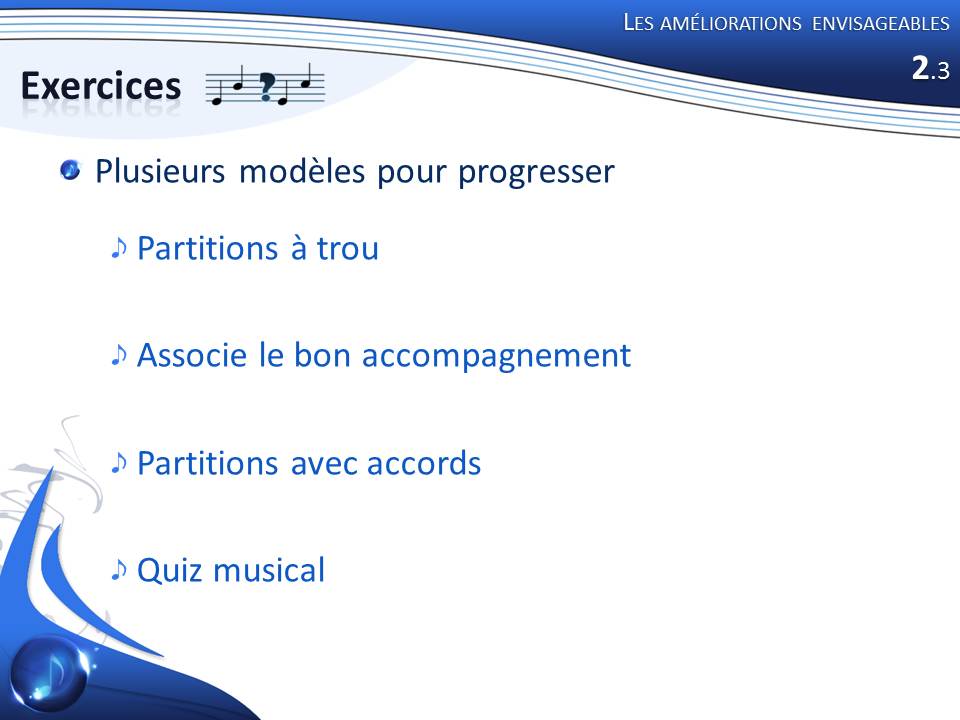 Les améliorations envisageables
2.3
Exercices
Plusieurs modèles pour progresser
Partitions à trou
Associe le bon accompagnement
Partitions avec accords
Quiz musical